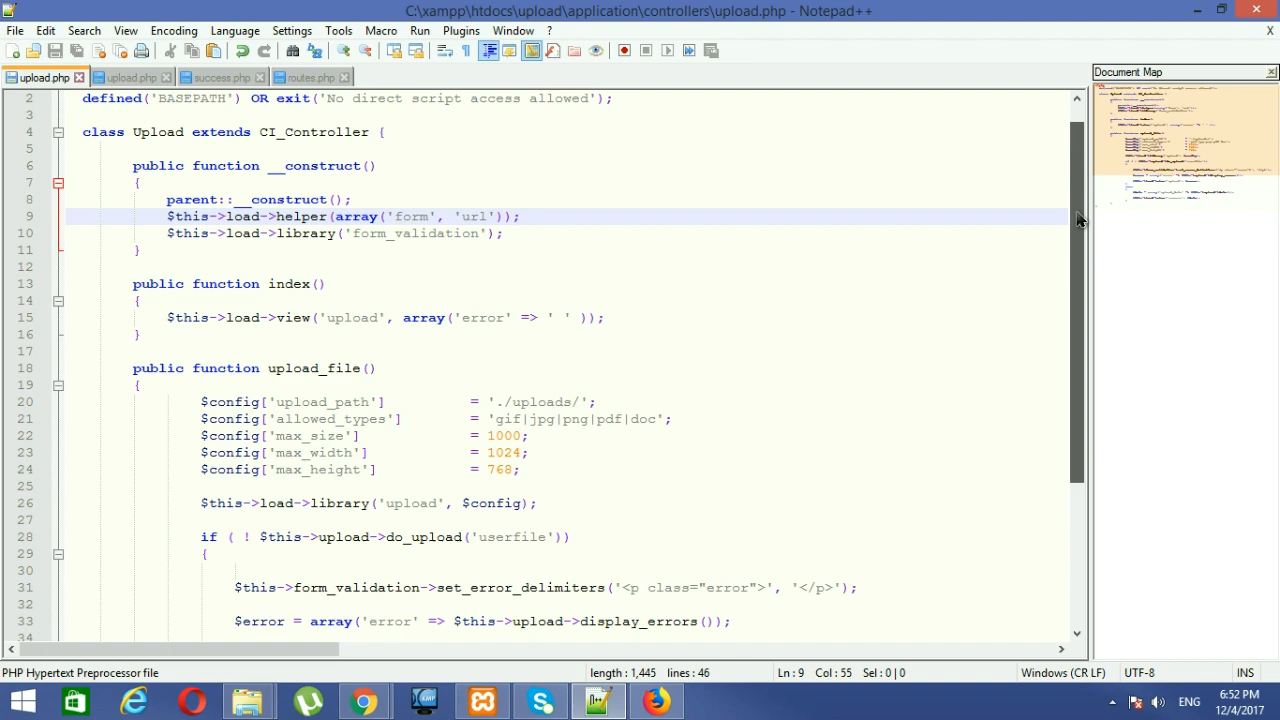 C:\xampp\htdocs\upload\application\controllers\upload.php - Notepad++
File Edit Search View Encoding Language Settings Tools Macro Run Plugins Window ? X
upload.php upload.php success.php routes.php
Document Map
2 defined('BASEPATH') OR exit('No direct script access allowed');
3
4 class Upload extends CI_Controller {
5
6 public function __construct()
7 {
8 parent::__construct();
9 $this->load->helper(array('form', 'url'));
10 $this->load->library('form_validation');
11 }
12
13 public function index()
14 {
15 $this->load->view('upload', array('error' => ' ' ));
16 }
17
18 public function upload_file()
19 {
20 $config['upload_path'] = './uploads/';
21 $config['allowed_types'] = 'gif|jpg|png|pdf|doc';
22 $config['max_size'] = 1000;
23 $config['max_width'] = 1024;
24 $config['max_height'] = 768;
25
26 $this->load->library('upload', $config);
27
28 if ( ! $this->upload->do_upload('userfile'))
29 {
30
31 $this->form_validation->set_error_delimiters('<p class="error">', '</p>');
32
33 $error = array('error' => $this->upload->display_errors());
34
PHP Hypertext Preprocessor file length : 1,445 lines : 46 Ln : 9 Col : 55 Sel : 0 | 0 Windows (CR LF) UTF-8 INS
ENG
6:52 PM
12/4/2017